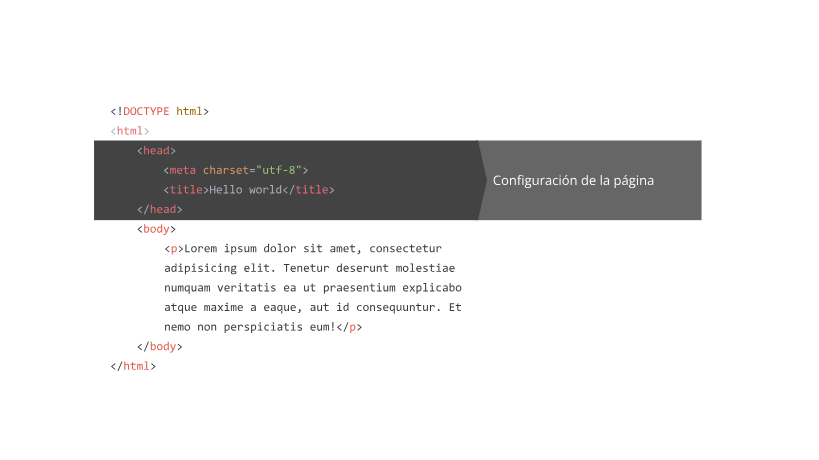 <!DOCTYPE html>
<html>
<head>
<meta charset="utf-8">
<title>Hello world</title>
</head>
Configuración de la página
<body>
<p>Lorem ipsum dolor sit amet, consectetur
adipisicing elit. Tenetur deserunt molestiae
numquam veritatis ea ut praesentium explicabo
atque maxime a eaque, aut id consequuntur. Et
nemo non perspiciatis eum!</p>
</body>
</html>